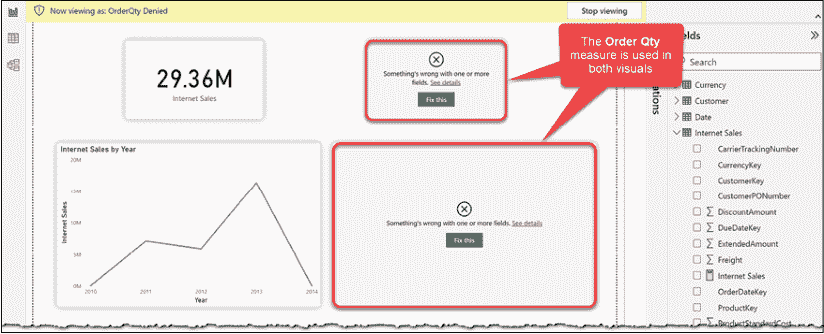 Now viewing as: OrderQty Denied
Stop viewing
The Order Qty
measure is used in
both visuals
29.36M
Internet Sales
Something's wrong with one or more
fields. See details
Fix this
Internet Sales by Year
20M
10M
5M
0M
Internet Sales
2010
2011
2012
2013
2014
Year
Something's wrong with one or more fields. See details
Fix this
Search
Currency
Customer
Date
Internet Sales
CarrierTrackingNumber
CurrencyKey
CustomerKey
CustomerPONumber
DiscountAmount
DueDateKey
ExtendedAmount
Freight
Internet Sales
OrderDateKey
ProductKey
ProductStandardCost